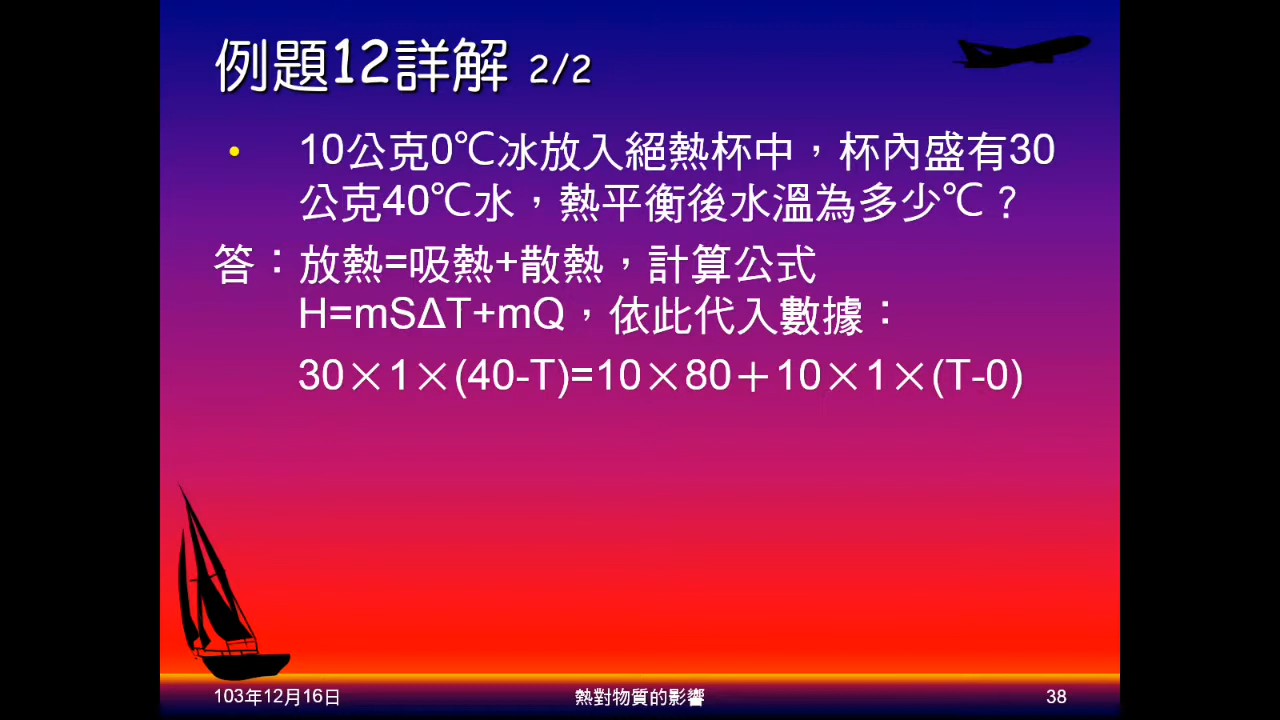 例題12詳解 2/2
• 10公克0℃冰放入絕熱杯中，杯內盛有30
公克40℃水，熱平衡後水溫為多少℃？
答：放熱=吸熱+散熱，計算公式
H=mSΔT+mQ，依此代入數據：
30×1×(40-T)=10×80＋10×1×(T-0)
103年12月16日 熱對物質的影響 38